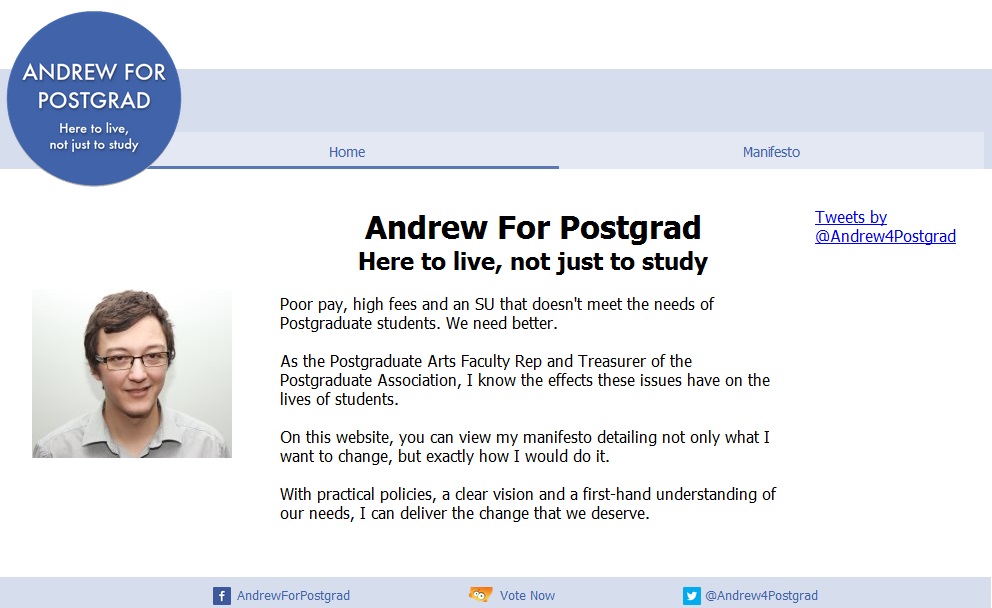 ANDREW FOR
POSTGRAD
Here to live,
not just to study
Home
Manifesto
Andrew For Postgrad
Here to live, not just to study
Poor pay, high fees and an SU that doesn't meet the needs of
Postgraduate students. We need better.
As the Postgraduate Arts Faculty Rep and Treasurer of the
Postgraduate Association, I know the effects these issues have on the
lives of students.
On this website, you can view my manifesto detailing not only what I
want to change, but exactly how I would do it.
With practical policies, a clear vision and a first-hand understanding of
our needs, I can deliver the change that we deserve.
Tweets by
@Andrew4Postgrad
AndrewForPostgrad
Vote Now
@Andrew4Postgrad